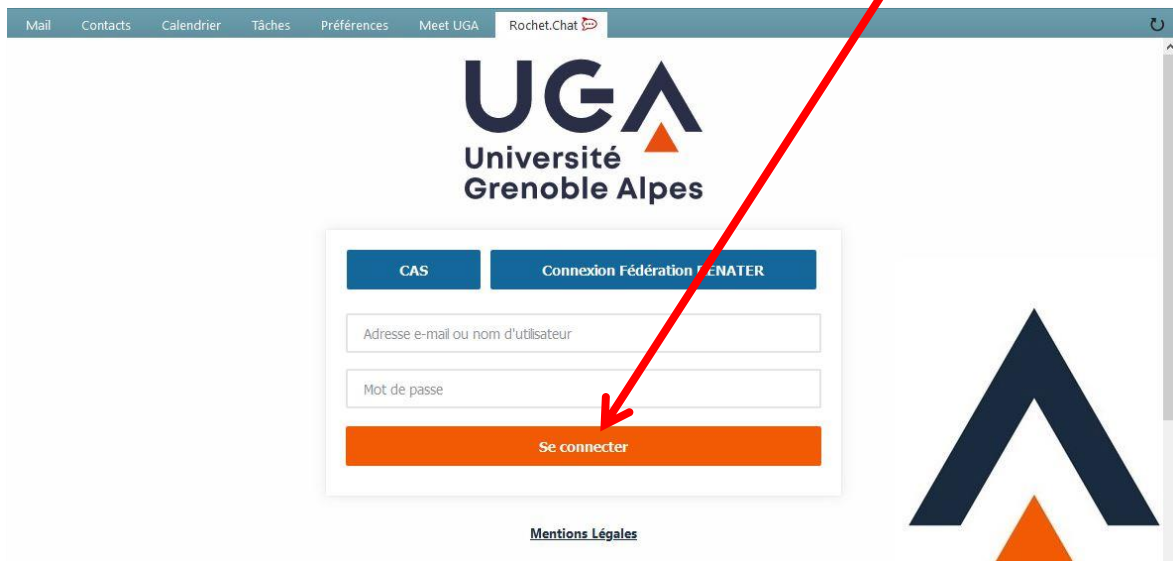 Mail Contacts Calendrier Tâches Préférences Meet UGA Rochet.Chat
UGA
Université
Grenoble Alpes
CAS Connexion Fédération RENATER
Adresse e-mail ou nom d'utilisateur
Mot de passe
Se connecter
Mentions Légales